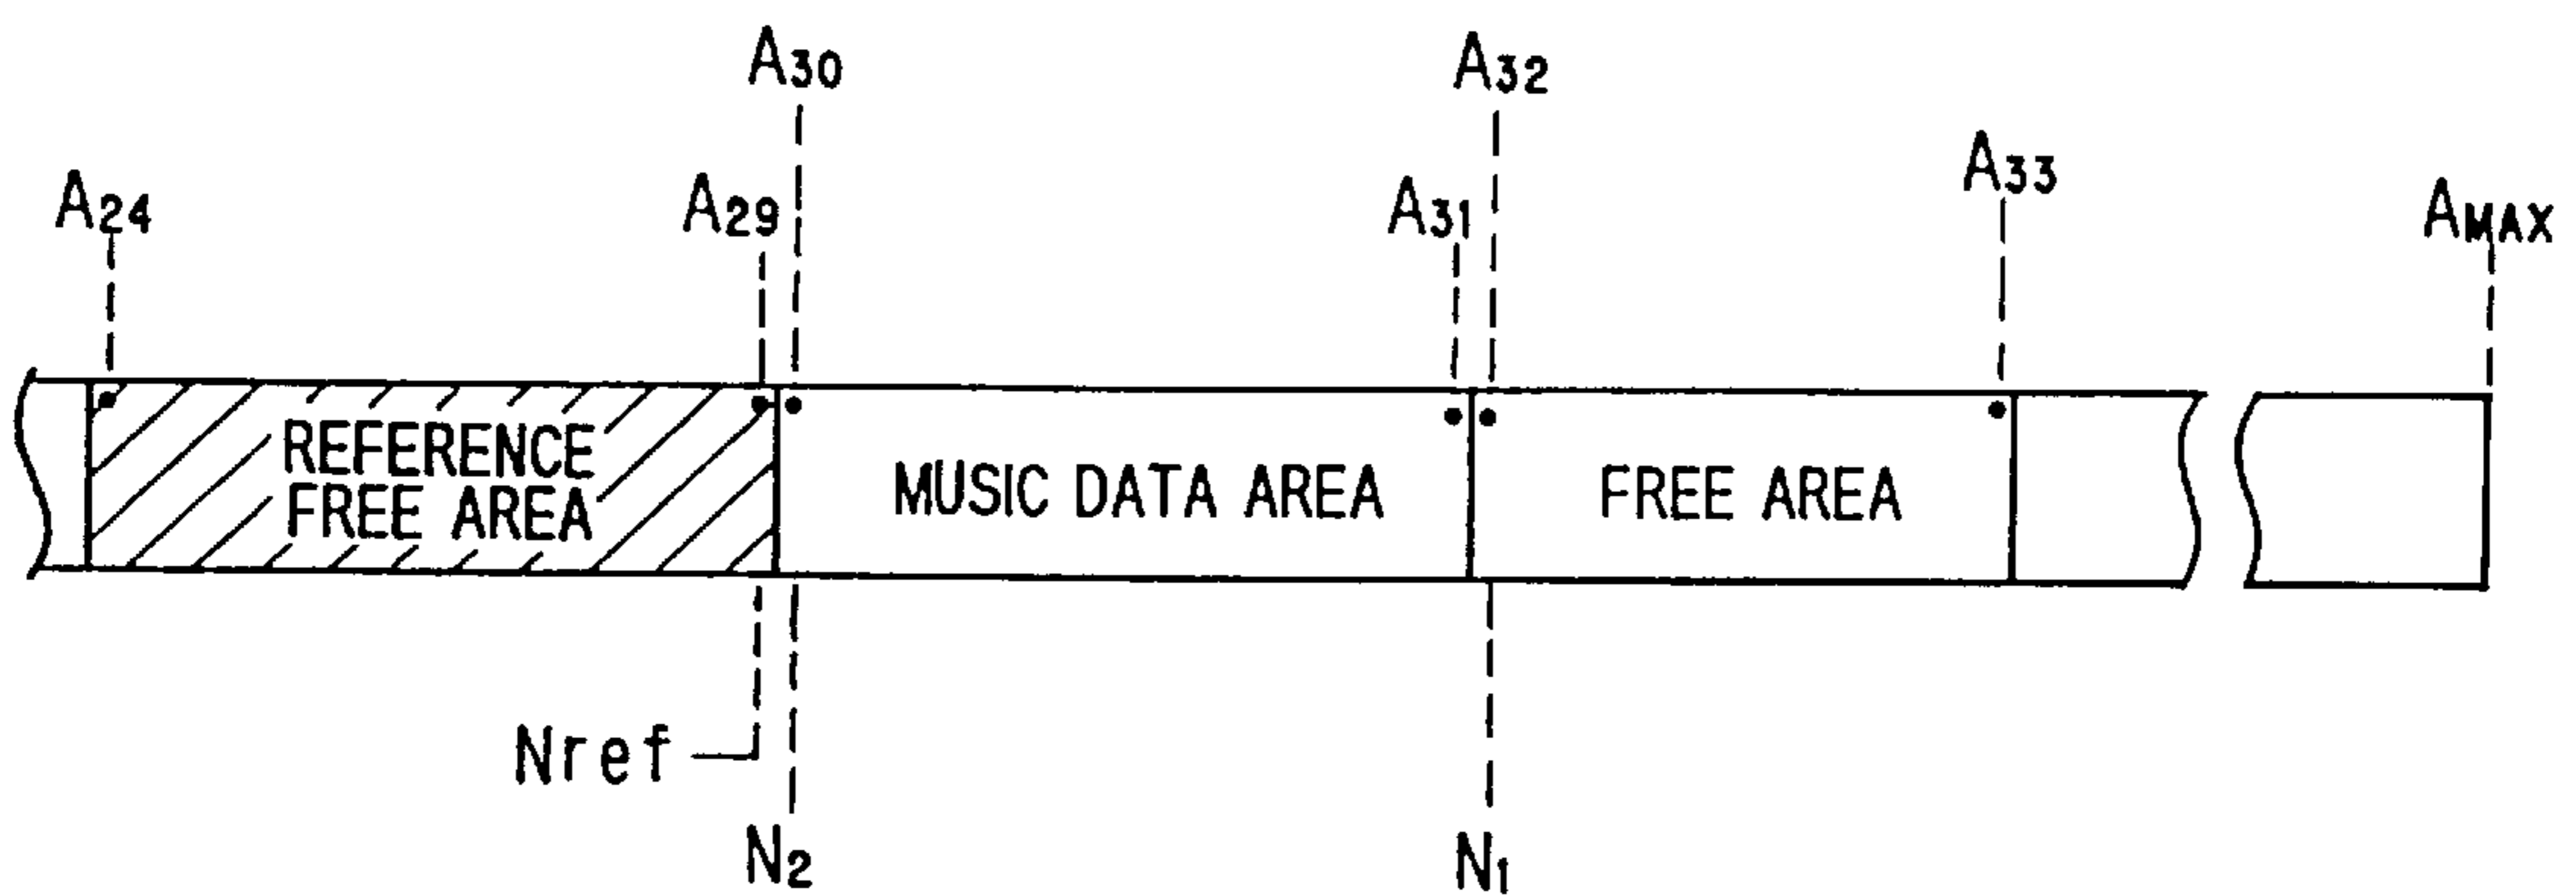 A30
A32
A24
A29
A31
A33
AMAX
REFERENCE
FREE AREA
MUSIC DATA AREA
FREE AREA
Nref
N2
N1